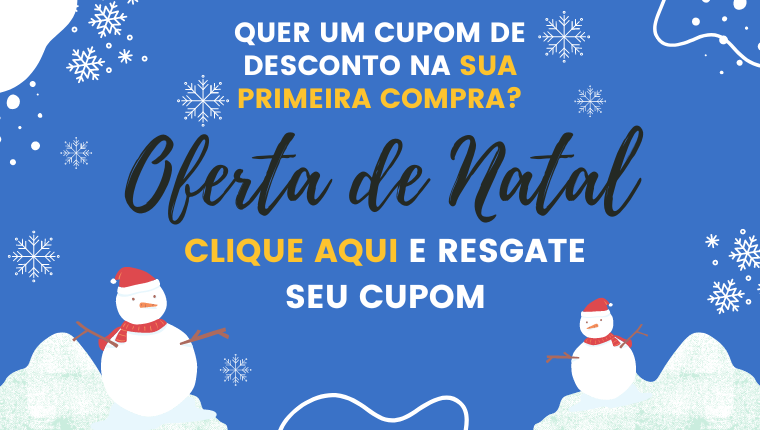 QUER UM CUPOM DE
DESCONTO NA SUA
PRIMEIRA COMPRA?
Oferta de Natal
CLIQUE AQUI E RESGATE
SEU CUPOM